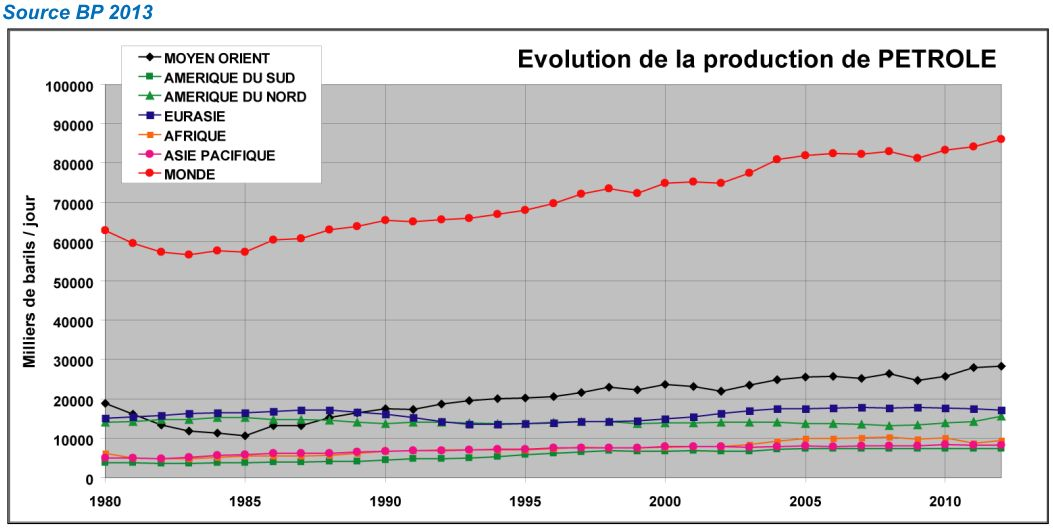 Source BP 2013
Evolution de la production de PETROLE
MOYEN ORIENT
AMERIQUE DU SUD
AMERIQUE DU NORD
EURASIE
AFRIQUE
ASIE PACIFIQUE
MONDE
Milliers de barils / jour
100000
90000
80000
70000
60000
50000
40000
30000
20000
10000
0
1980 1985 1990 1995 2000 2005 2010